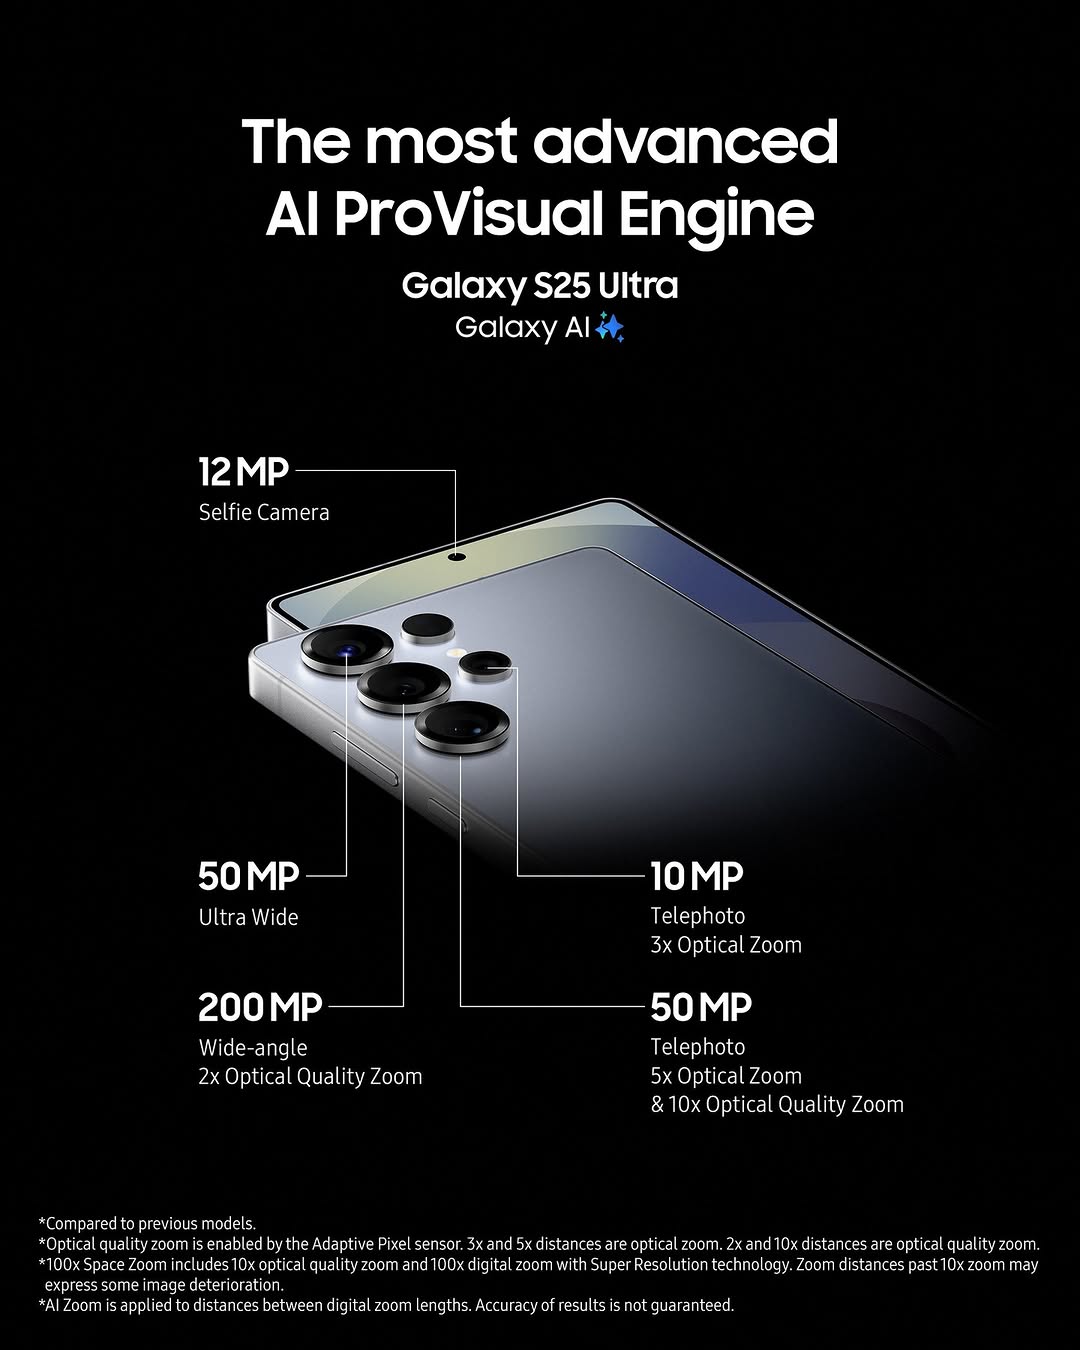 The most advanced
AI ProVisual Engine
Galaxy S25 Ultra
Galaxy AI
12 MP
Selfie Camera
50 MP
Ultra Wide
200 MP
Wide-angle
2x Optical Quality Zoom
10 MP
Telephoto
3x Optical Zoom
50 MP
Telephoto
5x Optical Zoom
& 10x Optical Quality Zoom
*Compared to previous models.
*Optical quality zoom is enabled by the Adaptive Pixel sensor. 3x and 5x distances are optical zoom. 2x and 10x distances are optical quality zoom.
*100x Space Zoom includes 10x optical quality zoom and 100x digital zoom with Super Resolution technology. Zoom distances past 10x zoom may
express some image deterioration.
*AI Zoom is applied to distances between digital zoom lengths. Accuracy of results is not guaranteed.